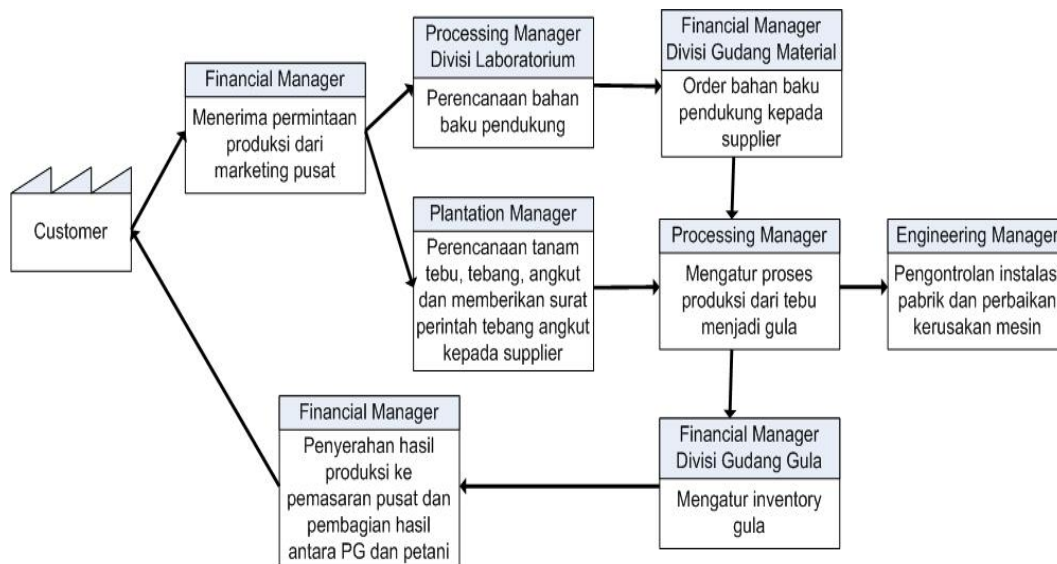 Financial Manager
Menerima permintaan
produksi dari
marketing pusat
Processing Manager
Divisi Laboratorium
Perencanaan bahan
baku pendukung
Financial Manager
Divisi Gudang Material
Order bahan baku
pendukung kepada
supplier
Customer
Plantation Manager
Perencanaan tanam
tebu, tebang, angkut
dan memberikan surat
perintah tebang angkut
kepada supplier
Processing Manager
Mengatur proses
produksi dari tebu
menjadi gula
Engineering Manager
Pengontrolan instalasi
pabrik dan perbaikan
kerusakan mesin
Financial Manager
Penyerahan hasil
produksi ke
pemasaran pusat dan
pembagian hasil
antara PG dan petani
Financial Manager
Divisi Gudang Gula
Mengatur inventory
gula